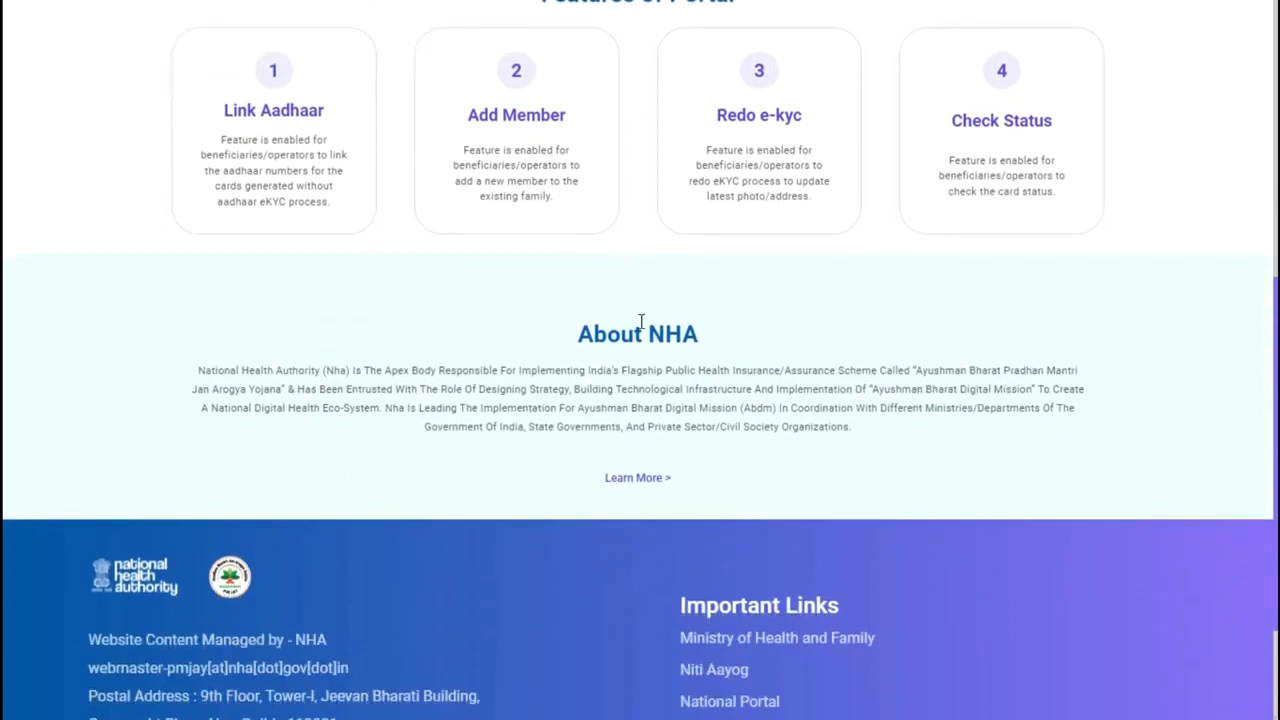 Features of Portal
1
Link Aadhaar
Feature is enabled for
beneficiaries/operators to link
the aadhaar numbers for the
cards generated without
aadhaar eKYC process.
2
Add Member
Feature is enabled for
beneficiaries/operators to
add a new member to the
existing family.
3
Redo e-kyc
Feature is enabled for
beneficiaries/operators to
redo eKYC process to update
latest photo/address.
4
Check Status
Feature is enabled for
beneficiaries/operators to
check the card status.
About NHA
National Health Authority (Nha) Is The Apex Body Responsible For Implementing India's Flagship Public Health Insurance/Assurance Scheme Called “Ayushman Bharat Pradhan Mantri
Jan Arogya Yojana” & Has Been Entrusted With The Role Of Designing Strategy, Building Technological Infrastructure And Implementation Of “Ayushman Bharat Digital Mission” To Create
A National Digital Health Eco-System. Nha Is Leading The Implementation For Ayushman Bharat Digital Mission (Abdm) In Coordination With Different Ministries/Departments Of The
Government Of India, State Governments, And Private Sector/Civil Society Organizations.
Learn More >
national
health
authority
Website Content Managed by - NHA
webmaster-pmjay[at]nha[dot]gov[dot]in
Postal Address : 9th Floor, Tower-I, Jeevan Bharati Building,
Important Links
Ministry of Health and Family
Niti Aayog
National Portal